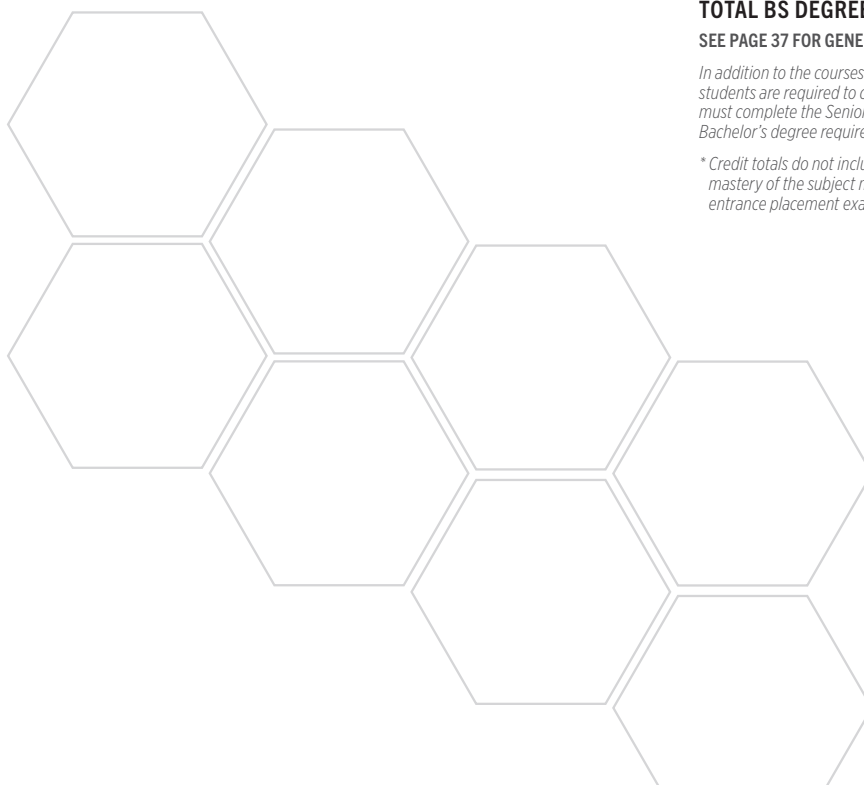 TOTAL BS DEGREE
SEE PAGE 37 FOR GENE
In addition to the courses
students are required to
must complete the Senior
Bachelor's degree require
* Credit totals do not inclu
mastery of the subject
entrance placement exa